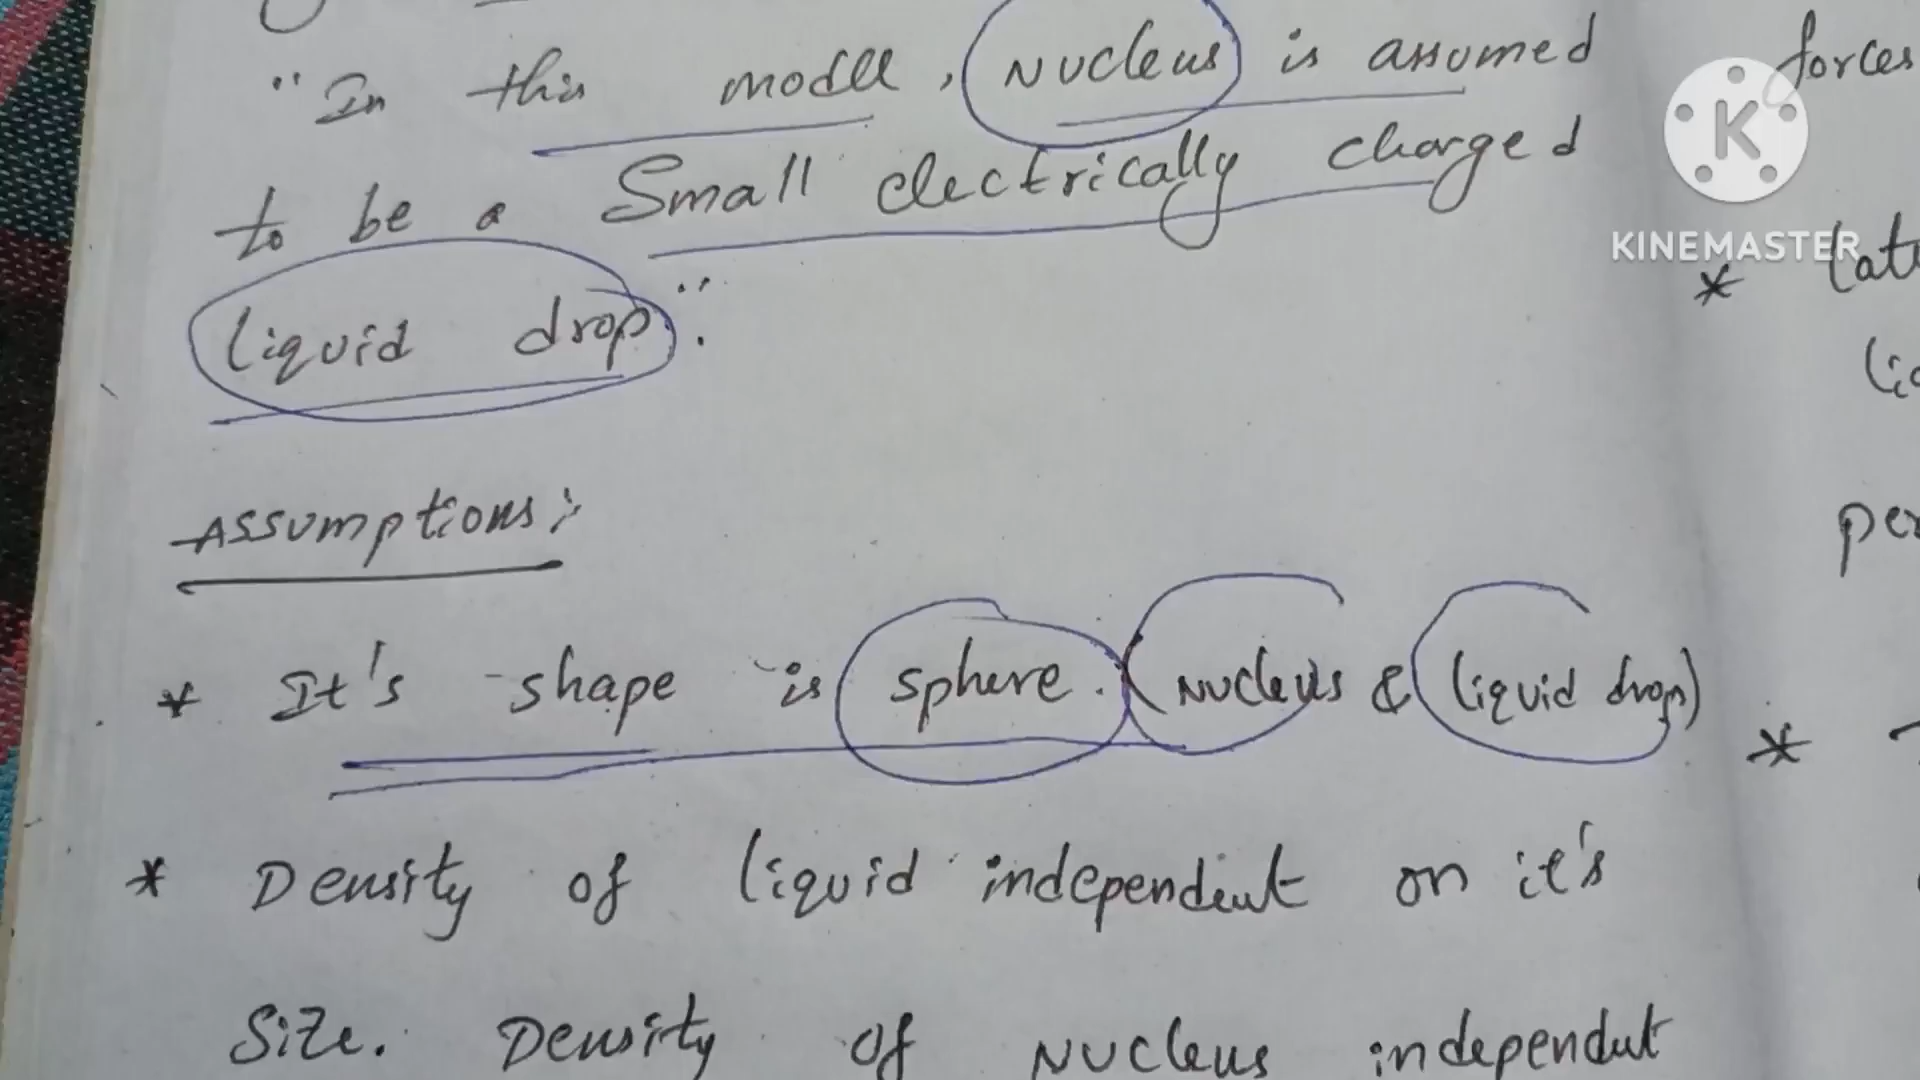 "In this model, Nucleus is assumed
to be a small electrically charged
liquid drop".
Assumptions:
* It's shape is sphere. (Nucleus & liquid drop)
* Density of liquid independent on it's
Size. Density of Nucleus independent
forces
*
per
*
KINEMASTER